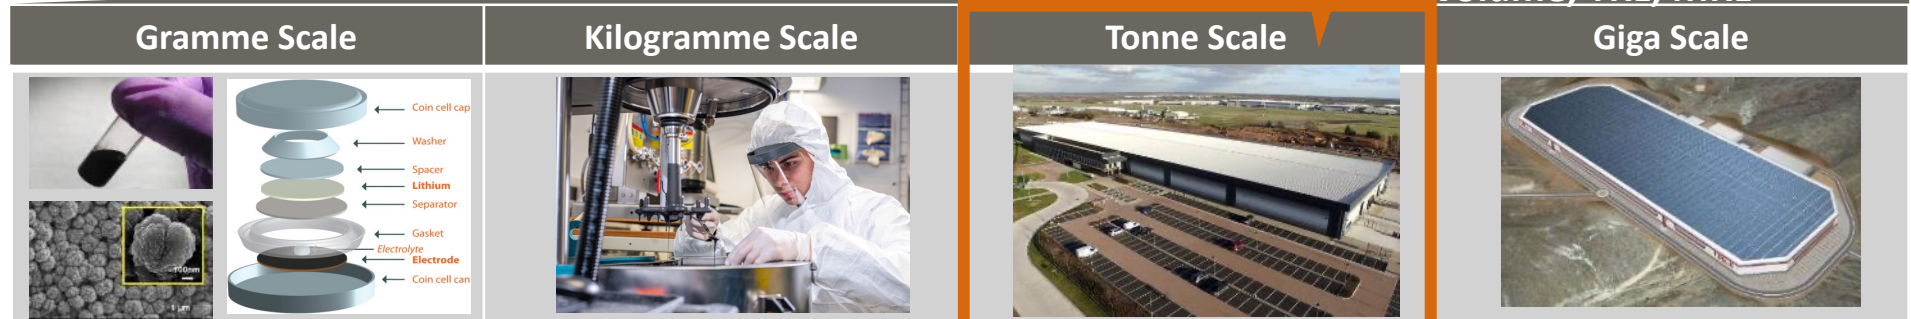 Gramme Scale
Kilogramme Scale
Tonne Scale
Giga Scale
Coin cell cap
Washer
Spacer
Lithium
Separator
Gasket
Electrolyte
Electrode
Coin cell can
100nm
1 µm